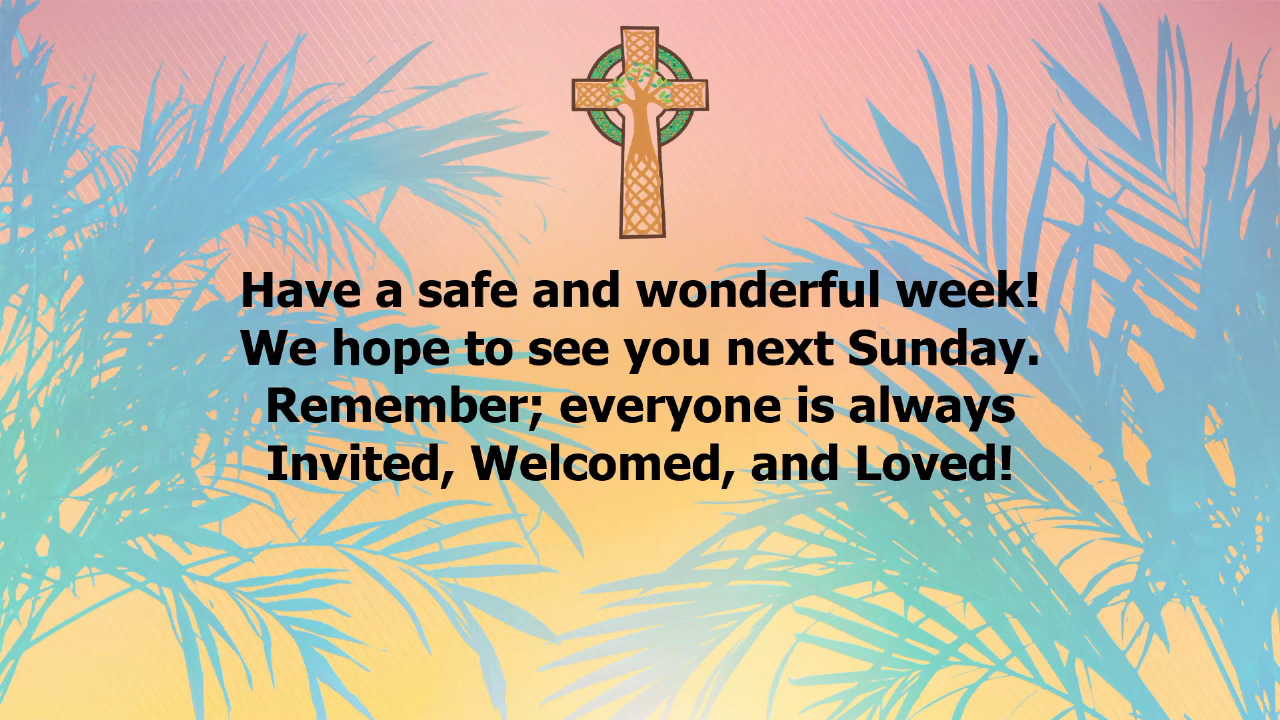 Have a safe and wonderful week!
We hope to see you next Sunday.
Remember; everyone is always
Invited, Welcomed, and Loved!